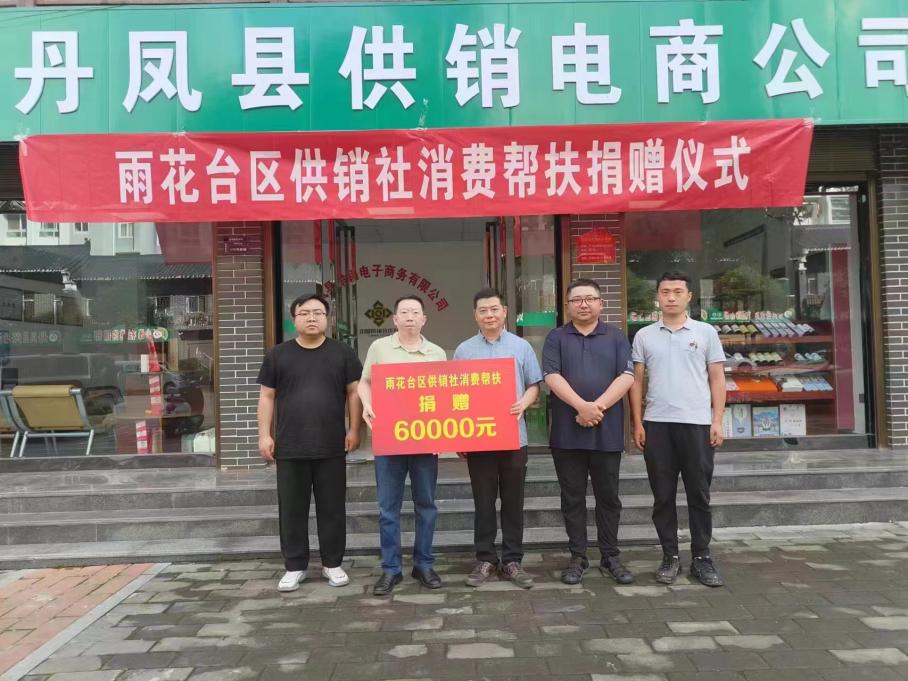 丹凤县供销电商公司
雨花台区供销社消费帮扶捐赠仪式
电子商务有限公司
雨花台区供销社消费帮扶
捐 赠
60000元